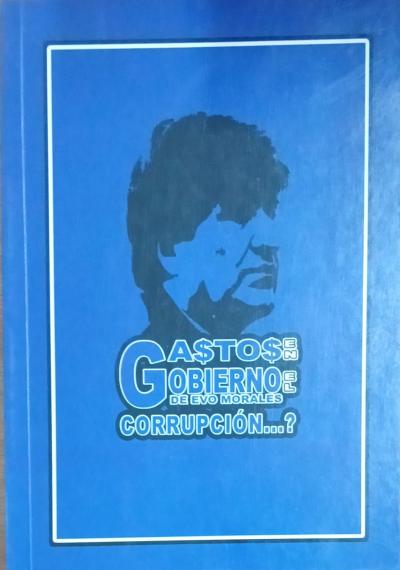 GA$TO$ EN
GOBIERNO EL
DE EVO MORALES
CORRUPCIÓN...?